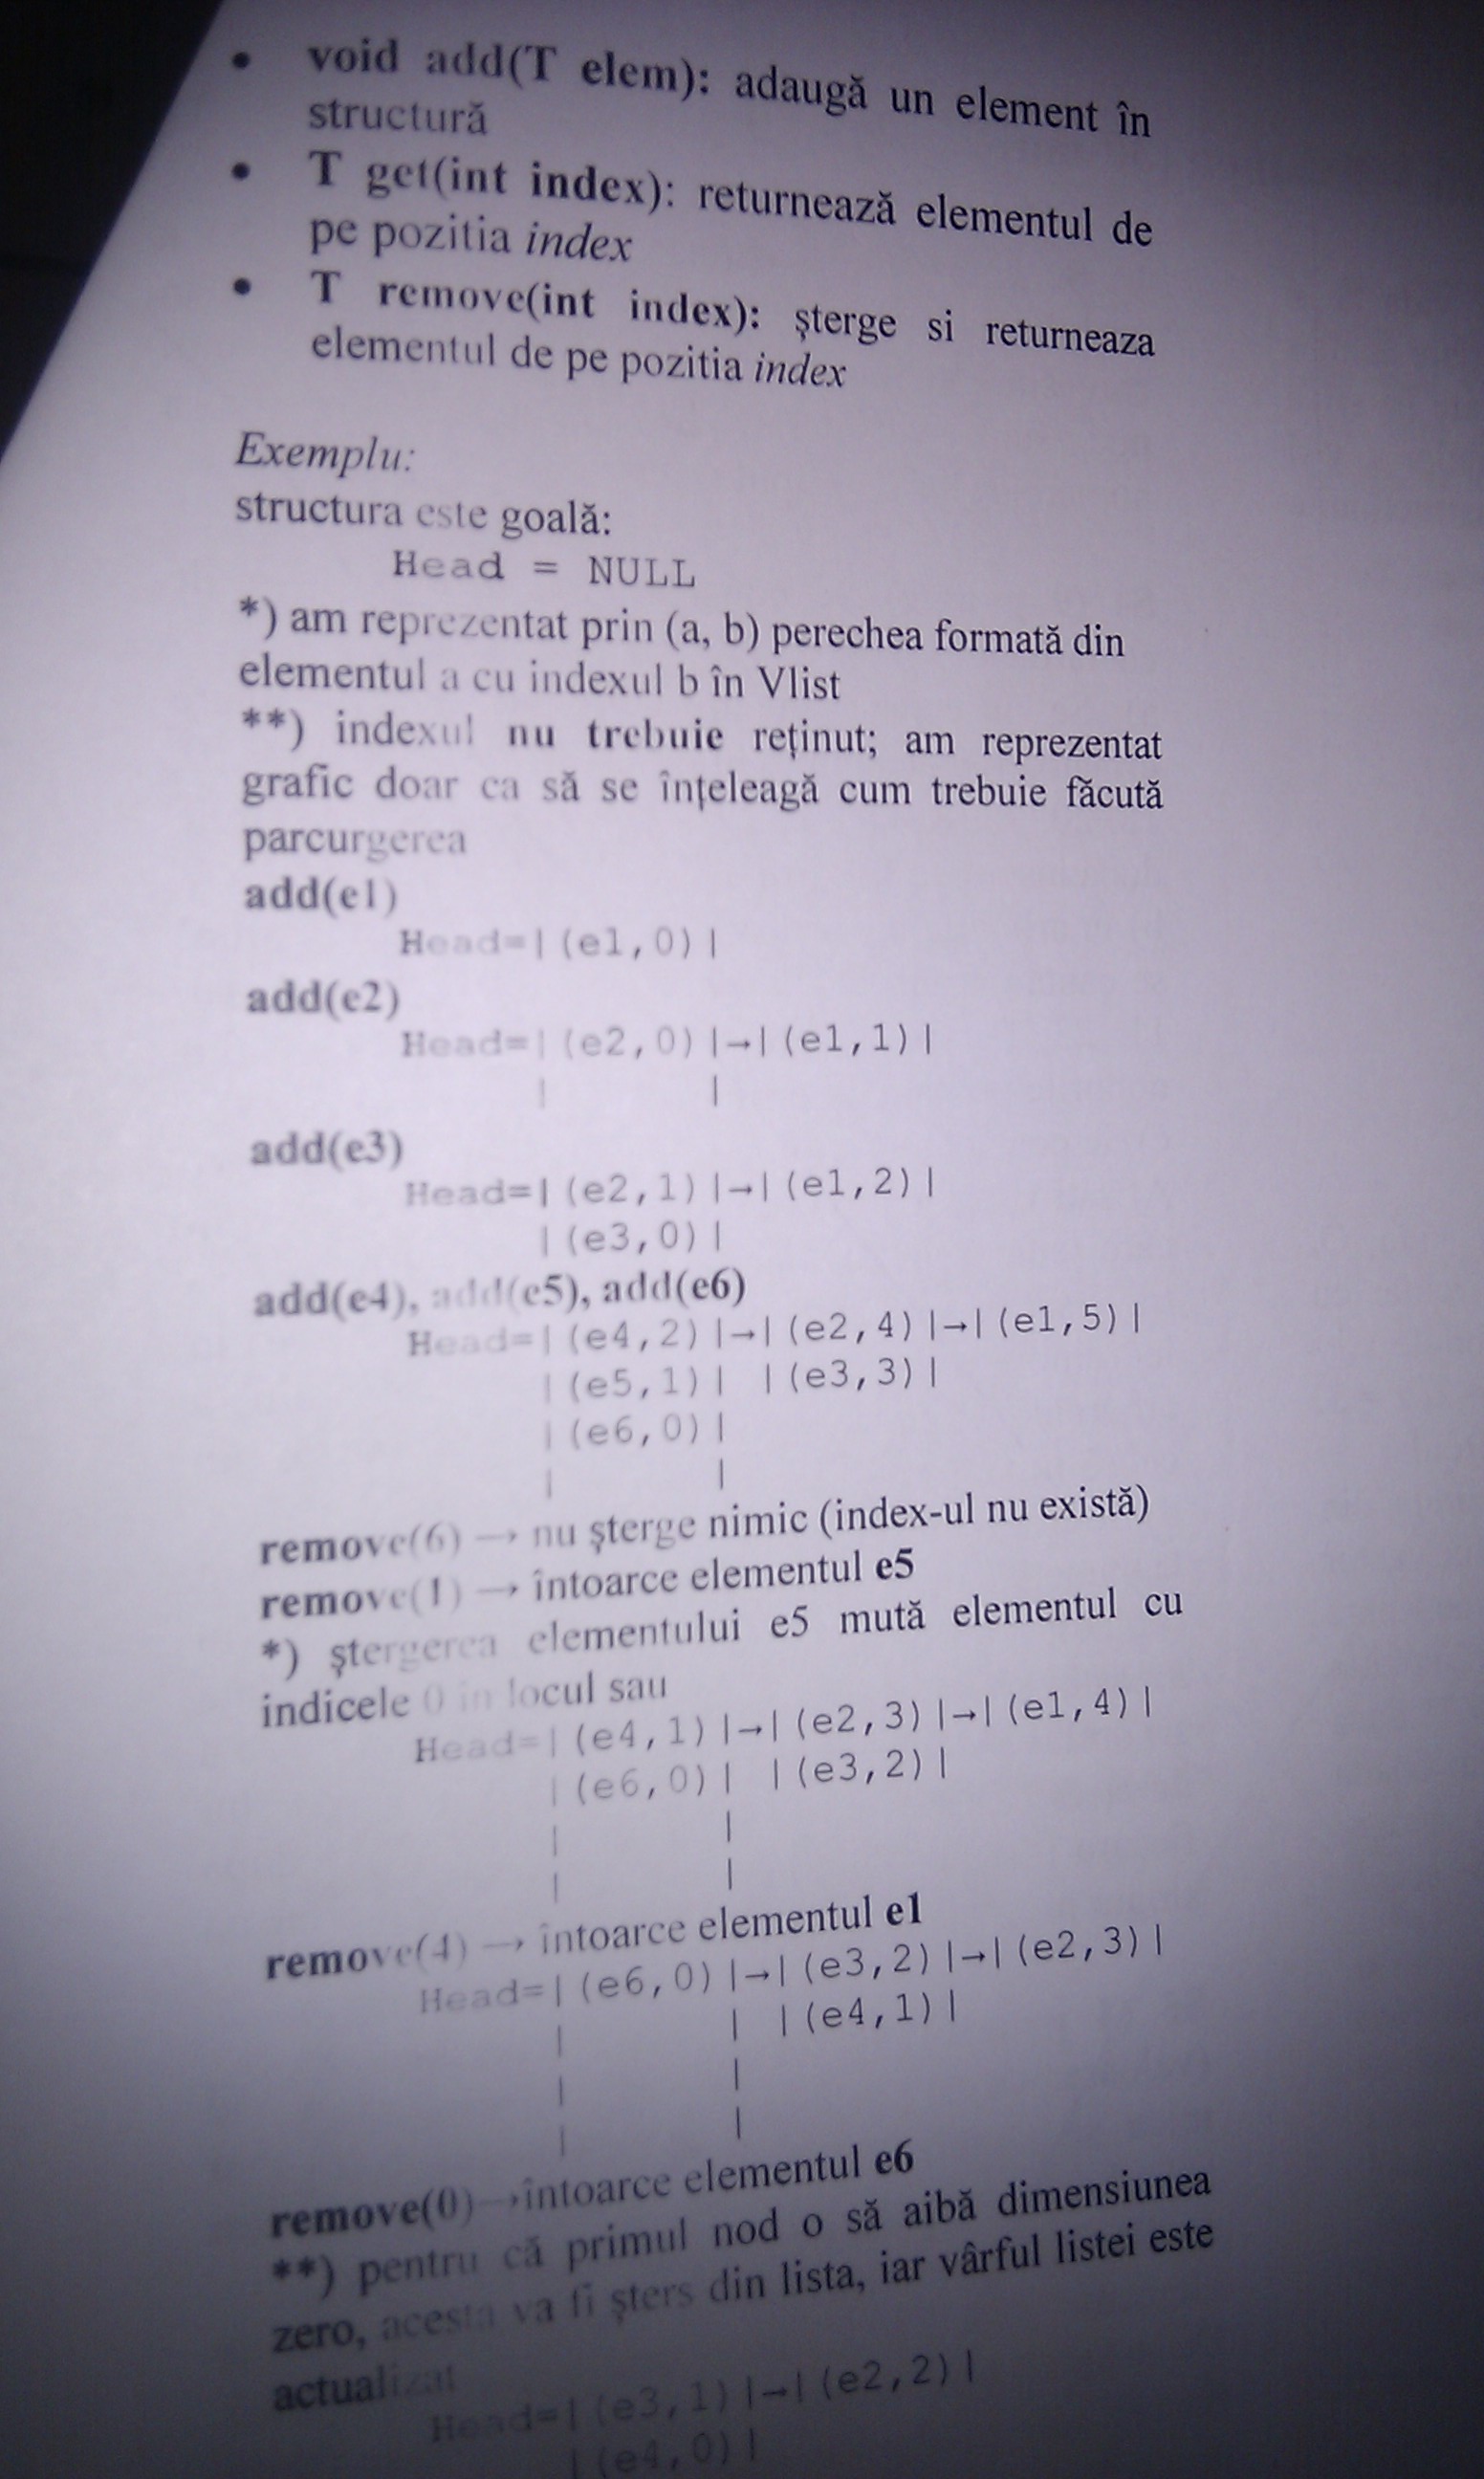 • void add(T elem): adaugă un element în
structură
• T get(int index): returnează elementul de
pe pozitia index
• T remove(int index): şterge si returneaza
elementul de pe pozitia index
Exemplu:
structura este goală:
Head = NULL
*) am reprezentat prin (a, b) perechea formată din
elementul a cu indexul b în Vlist
**) indexul nu trebuie reţinut; am reprezentat
grafic doar ca să se înţeleagă cum trebuie făcută
parcurgerea
add(e1)
Head=|(e1,0)|
add(e2)
Head=|(e2,0)|→|(e1,1)|
| |
add(e3)
Head=|(e2,1)|→|(e1,2)|
|(e3,0)|
add(e4), add(e5), add(e6)
Head=|(e4,2)|→|(e2,4)|→|(e1,5)|
|(e5,1)| |(e3,3)|
|(e6,0)|
| |
remove(6) → nu şterge nimic (index-ul nu există)
remove(1) → întoarce elementul e5
*) ştergerea elementului e5 mută elementul cu
indicele 0 in locul sau
Head=|(e4,1)|→|(e2,3)|→|(e1,4)|
|(e6,0)| |(e3,2)|
| |
| |
remove(4) → întoarce elementul e1
Head=|(e6,0)|→|(e3,2)|→|(e2,3)|
| | |(e4,1)|
| |
| |
remove(0)→întoarce elementul e6
**) pentru că primul nod o să aibă dimensiunea
zero, acesta va fi şters din lista, iar vârful listei este
actualizat
Head=|(e3,1)|→|(e2,2)|
|(e4,0)|